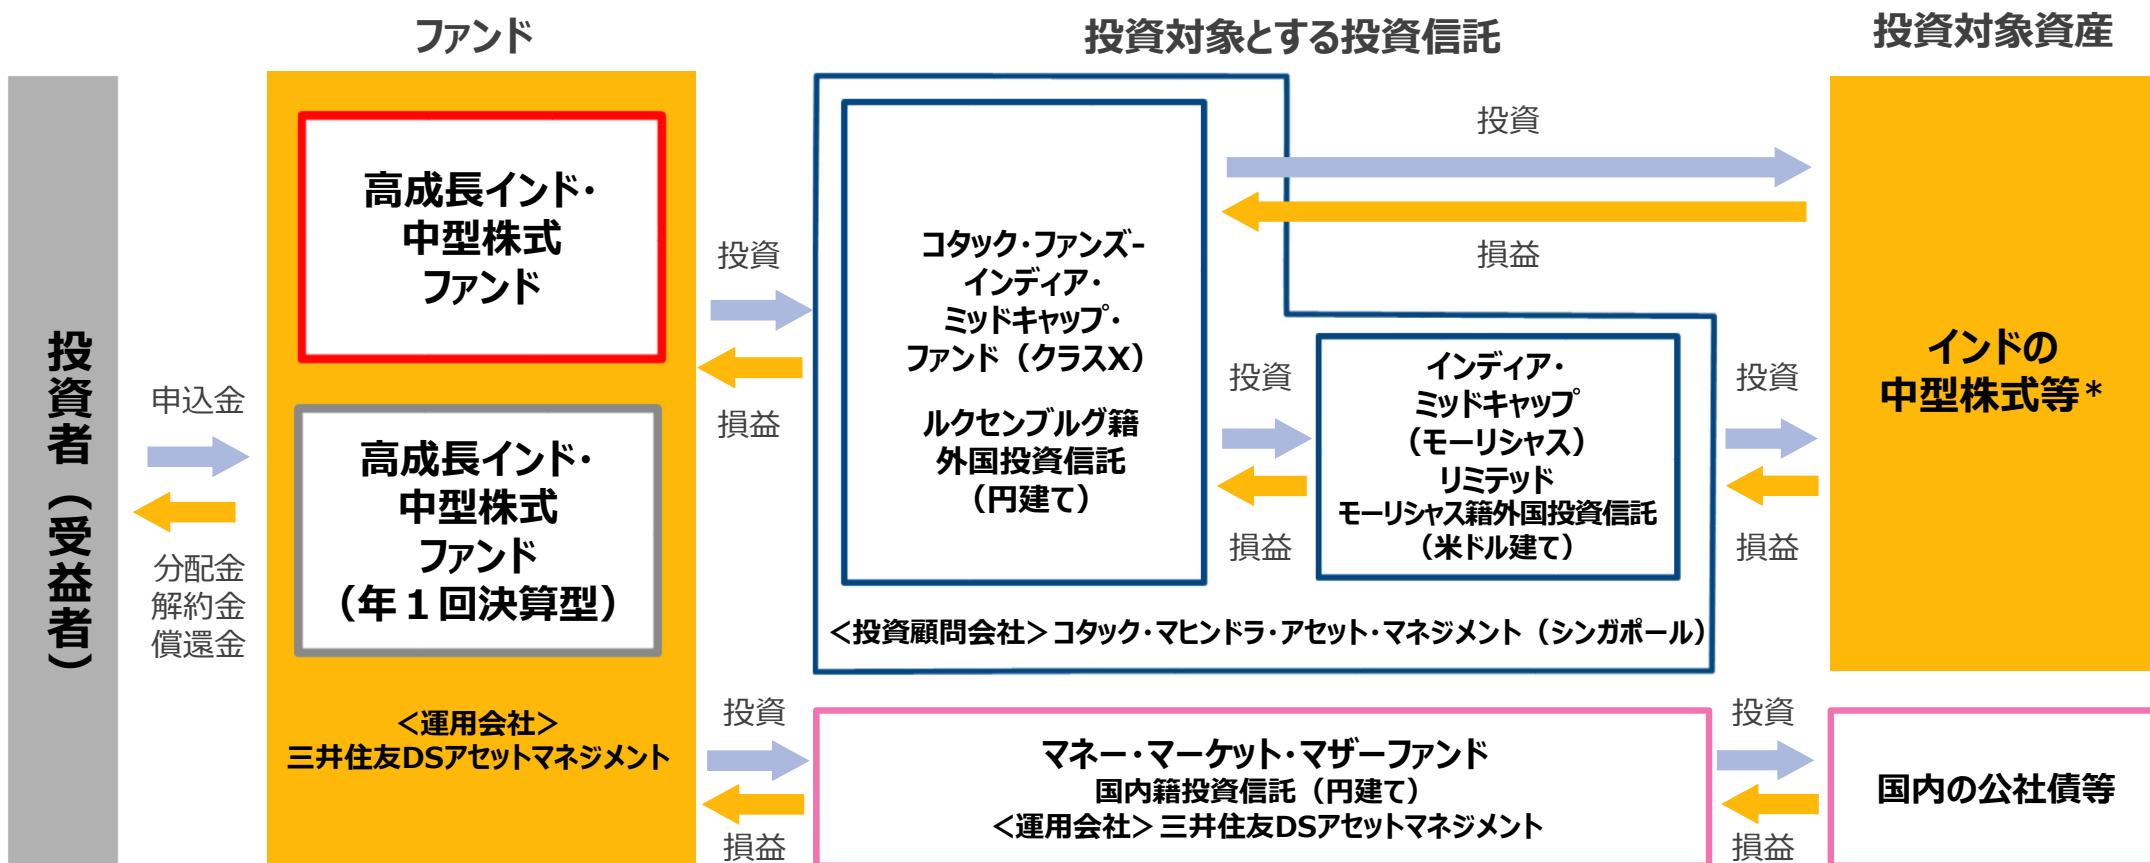 ファンド
投資対象とする投資信託
投資対象資産
投資者（受益者）
申込金
分配金
解約金
償還金
高成長インド・
中型株式
ファンド
高成長インド・
中型株式
ファンド
（年１回決算型）
＜運用会社＞
三井住友DSアセットマネジメント
投資
損益
コタック・ファンズ-
インディア・
ミッドキャップ・
ファンド（クラスX）
ルクセンブルグ籍
外国投資信託
（円建て）
投資
損益
投資
損益
インディア・
ミッドキャップ
（モーリシャス）
リミテッド
モーリシャス籍外国投資信託
（米ドル建て）
投資
損益
＜投資顧問会社＞コタック・マヒンドラ・アセット・マネジメント（シンガポール）
インドの
中型株式等*
投資
損益
マネー・マーケット・マザーファンド
国内籍投資信託（円建て）
＜運用会社＞三井住友DSアセットマネジメント
投資
損益
国内の公社債等